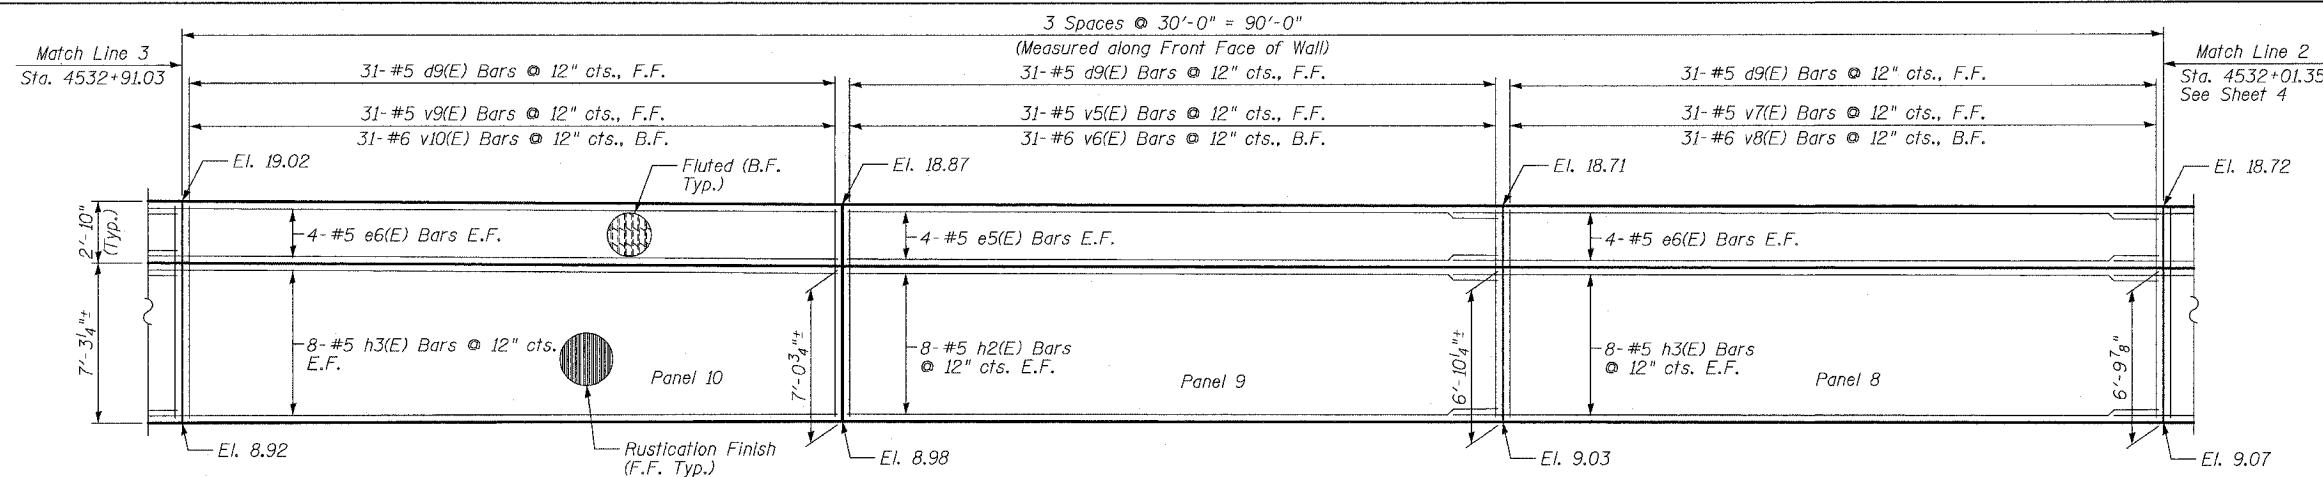 3 Spaces @ 30'-0" = 90'-0"
(Measured along Front Face of Wall)
Match Line 3
Sta. 4532+91.03
Match Line 2
Sta. 4532+01.35
See Sheet 4
31-#5 d9(E) Bars @ 12" cts., F.F.
31-#5 d9(E) Bars @ 12" cts., F.F.
31-#5 d9(E) Bars @ 12" cts., F.F.
31-#5 v9(E) Bars @ 12" cts., F.F.
31-#6 v10(E) Bars @ 12" cts., B.F.
31-#5 v5(E) Bars @ 12" cts., F.F.
31-#6 v6(E) Bars @ 12" cts., B.F.
31-#5 v7(E) Bars @ 12" cts., F.F.
31-#6 v8(E) Bars @ 12" cts., B.F.
El. 19.02
Fluted (B.F.
Typ.)
El. 18.87
El. 18.71
El. 18.72
2'-10"
(Typ.)
4-#5 e6(E) Bars E.F.
4-#5 e5(E) Bars E.F.
4-#5 e6(E) Bars E.F.
7'-3 1/4"±
8-#5 h3(E) Bars @ 12" cts.
E.F.
Panel 10
7'-0 3/4"±
8-#5 h2(E) Bars
@ 12" cts. E.F.
Panel 9
6'-10 1/4"±
8-#5 h3(E) Bars
@ 12" cts. E.F.
Panel 8
6'-9 7/8"
El. 8.92
Rustication Finish
(F.F. Typ.)
El. 8.98
El. 9.03
El. 9.07